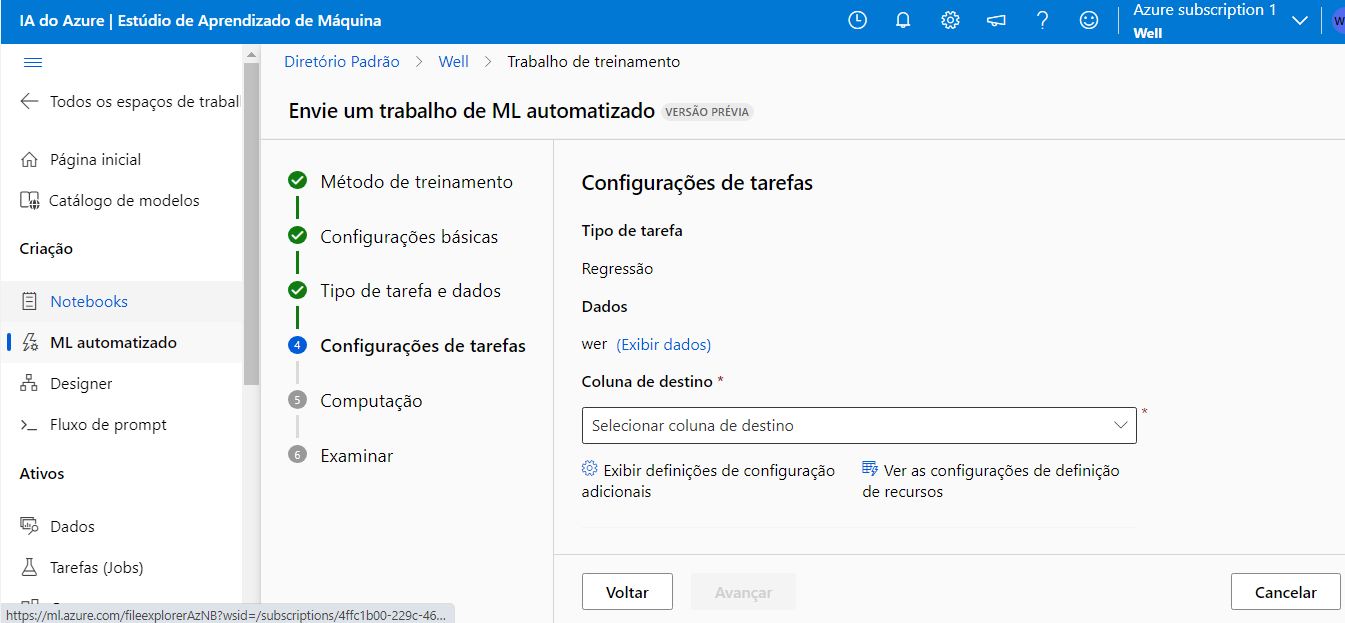 IA do Azure | Estúdio de Aprendizado de Máquina
Azure subscription 1
Well
W
Todos os espaços de trabal
Página inicial
Catálogo de modelos
Criação
Notebooks
ML automatizado
Designer
Fluxo de prompt
Ativos
Dados
Tarefas (Jobs)
https://ml.azure.com/fileexplorerAzNB?wsid=/subscriptions/4ffc1b00-229c-46...
Diretório Padrão > Well > Trabalho de treinamento
Envie um trabalho de ML automatizado VERSÃO PRÉVIA
Método de treinamento
Configurações básicas
Tipo de tarefa e dados
4 Configurações de tarefas
5 Computação
6 Examinar
Configurações de tarefas
Tipo de tarefa
Regressão
Dados
wer (Exibir dados)
Coluna de destino *
Selecionar coluna de destino *
Exibir definições de configuração
adicionais
Ver as configurações de definição
de recursos
Voltar
Avançar
Cancelar